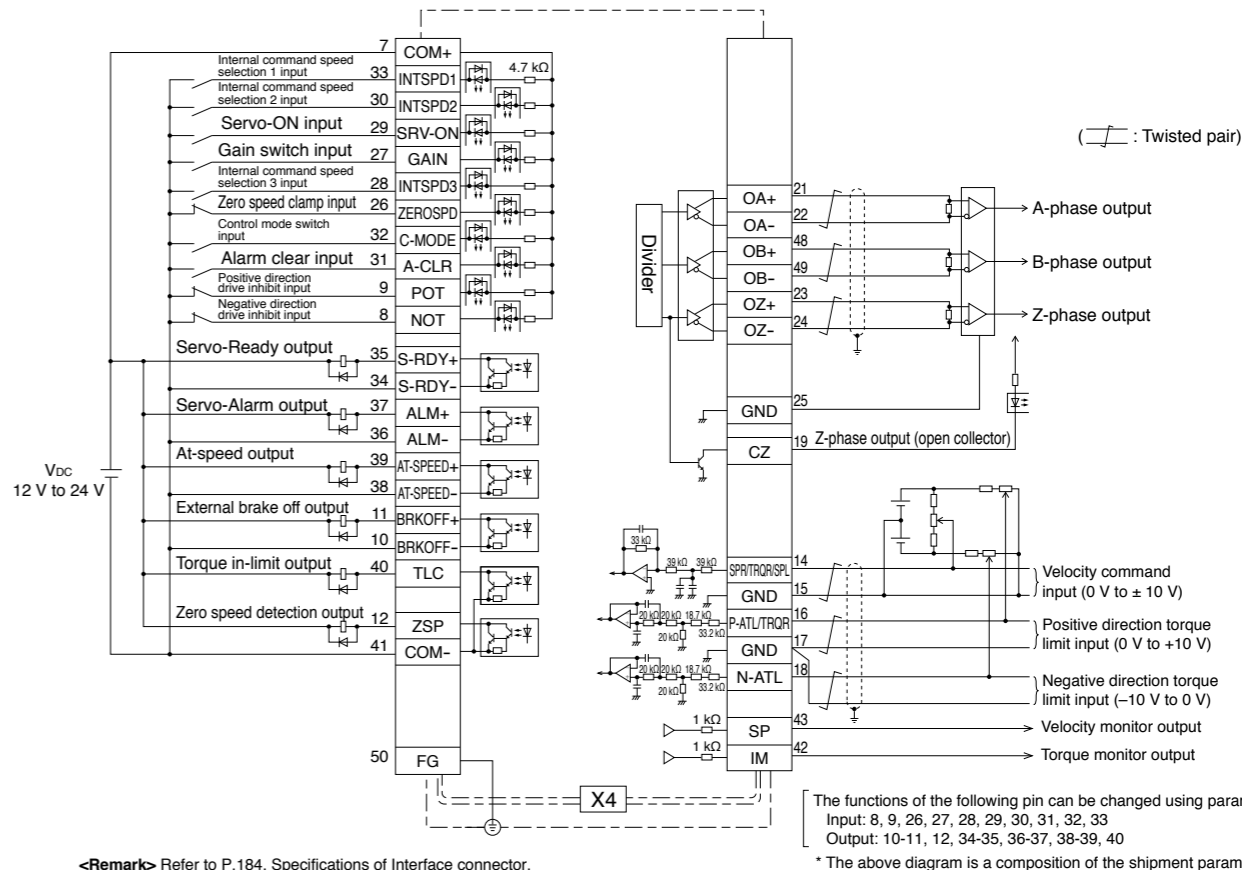 7
COM+
Internal command speed
selection 1 input
33
INTSPD1
4.7 kΩ
Internal command speed
selection 2 input
30
INTSPD2
Servo-ON input
29
SRV-ON
Gain switch input
27
GAIN
Internal command speed
selection 3 input
28
INTSPD3
Zero speed clamp input
26
ZEROSPD
Control mode switch
input
32
C-MODE
Alarm clear input
31
A-CLR
Positive direction
drive inhibit input
9
POT
Negative direction
drive inhibit input
8
NOT
Servo-Ready output
35
S-RDY+
34
S-RDY-
Servo-Alarm output
37
ALM+
36
ALM-
At-speed output
39
AT-SPEED+
38
AT-SPEED-
VDC
12 V to 24 V
External brake off output
11
BRKOFF+
10
BRKOFF-
Torque in-limit output
40
TLC
Zero speed detection output
12
ZSP
41
COM-
50
FG
X4
( : Twisted pair)
Divider
OA+
21
OA-
22
A-phase output
OB+
48
OB-
49
B-phase output
OZ+
23
OZ-
24
Z-phase output
GND
25
CZ
19
Z-phase output (open collector)
33 kΩ
39 kΩ
39 kΩ
SPR/TRQR/SPL
14
GND
15
Velocity command
input (0 V to ± 10 V)
20 kΩ
20 kΩ
18.7 kΩ
20 kΩ
33.2 kΩ
P-ATL/TRQR
16
GND
17
Positive direction torque
limit input (0 V to +10 V)
20 kΩ
20 kΩ
18.7 kΩ
20 kΩ
33.2 kΩ
N-ATL
18
Negative direction torque
limit input (–10 V to 0 V)
1 kΩ
SP
43
Velocity monitor output
1 kΩ
IM
42
Torque monitor output
The functions of the following pin can be changed using para
Input: 8, 9, 26, 27, 28, 29, 30, 31, 32, 33
Output: 10-11, 12, 34-35, 36-37, 38-39, 40
* The above diagram is a composition of the shipment param
<Remark> Refer to P.184, Specifications of Interface connector.